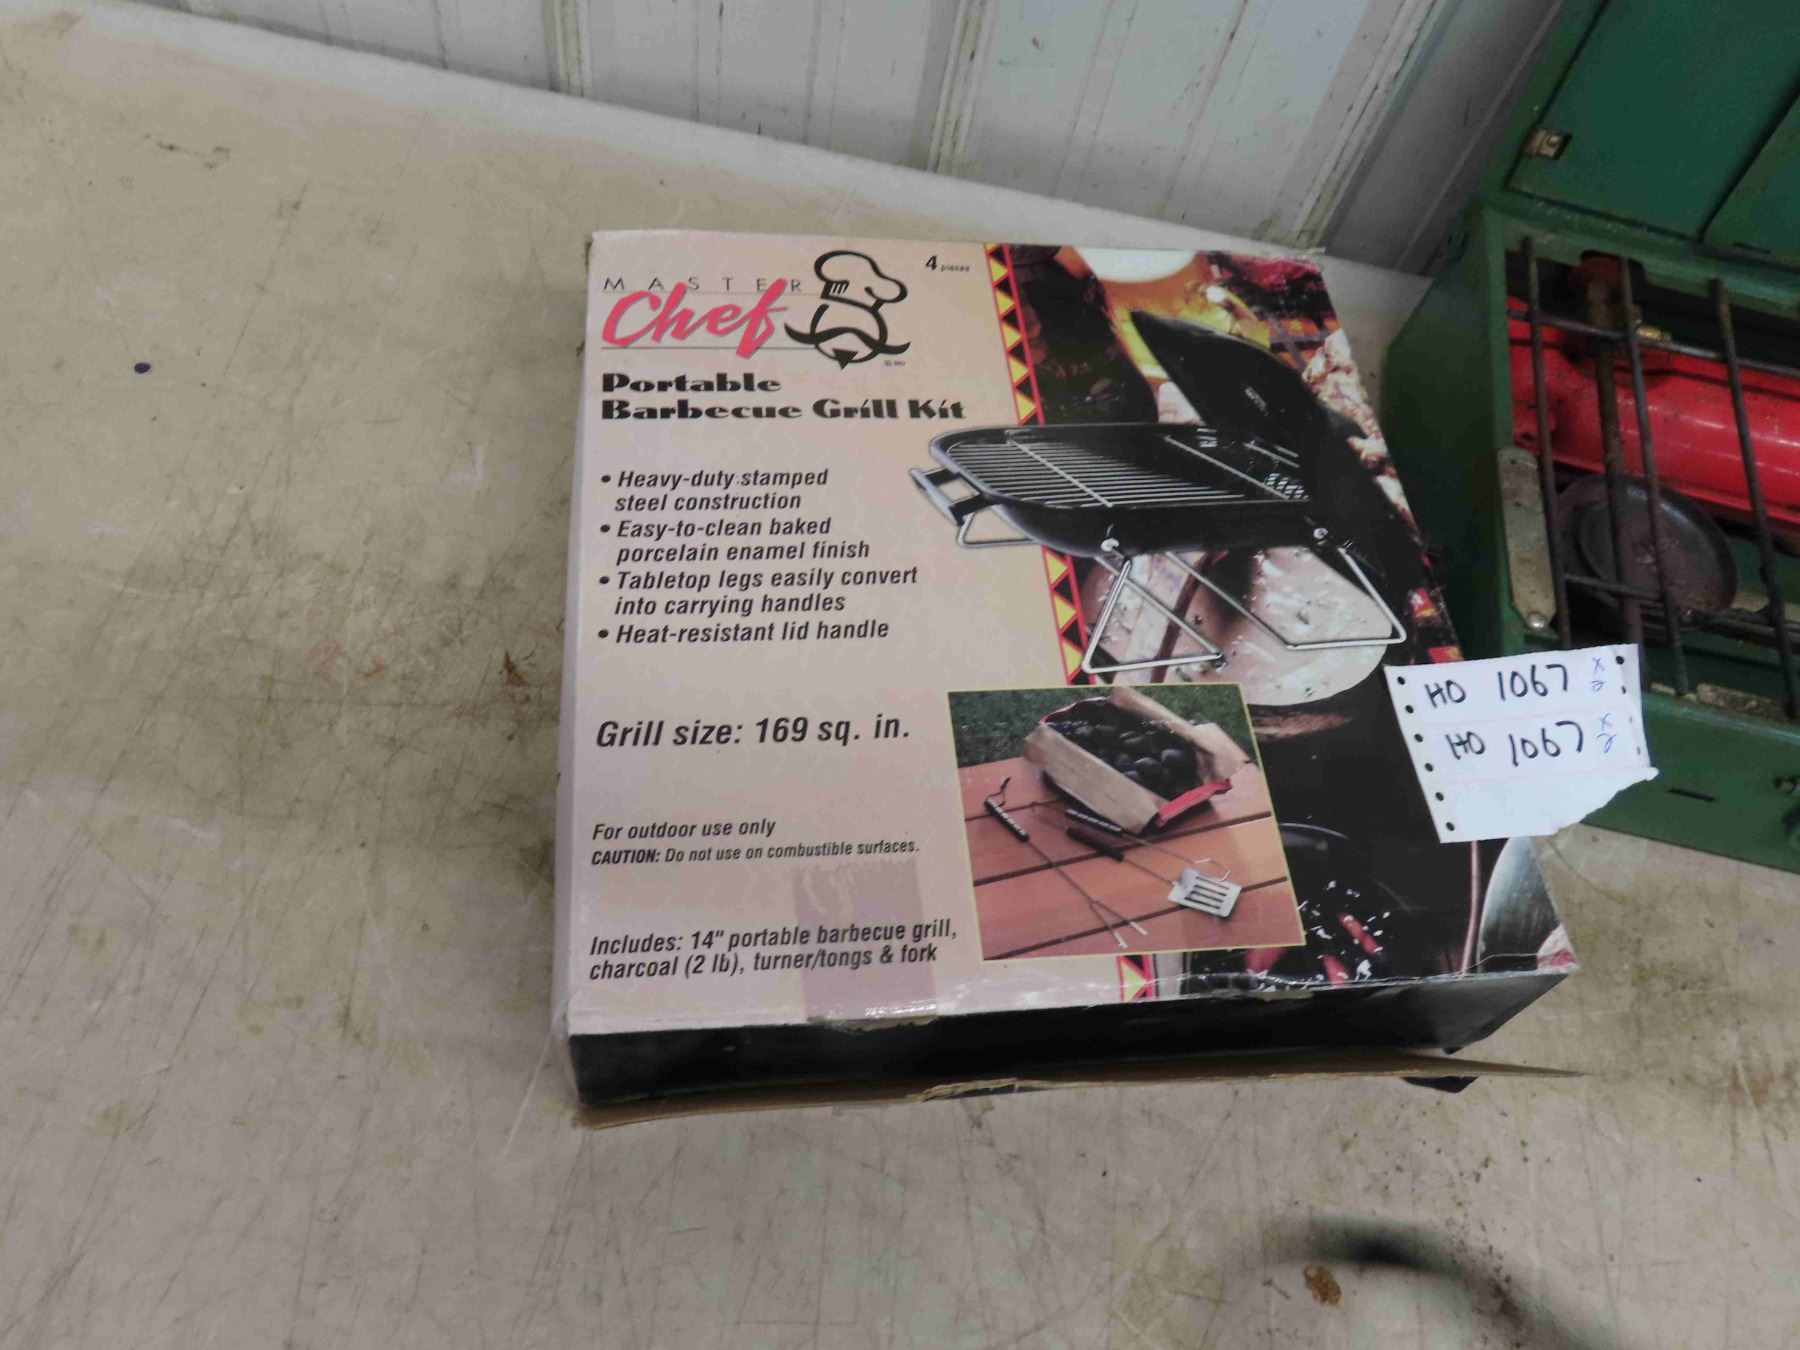 MASTER
Chef
4 pieces
Portable
Barbecue Grill Kit
• Heavy-duty stamped
steel construction
• Easy-to-clean baked
porcelain enamel finish
• Tabletop legs easily convert
into carrying handles
• Heat-resistant lid handle
Grill size: 169 sq. in.
For outdoor use only
CAUTION: Do not use on combustible surfaces.
Includes: 14" portable barbecue grill,
charcoal (2 lb), turner/tongs & fork
HO 1067 x2
HO 1067 x2